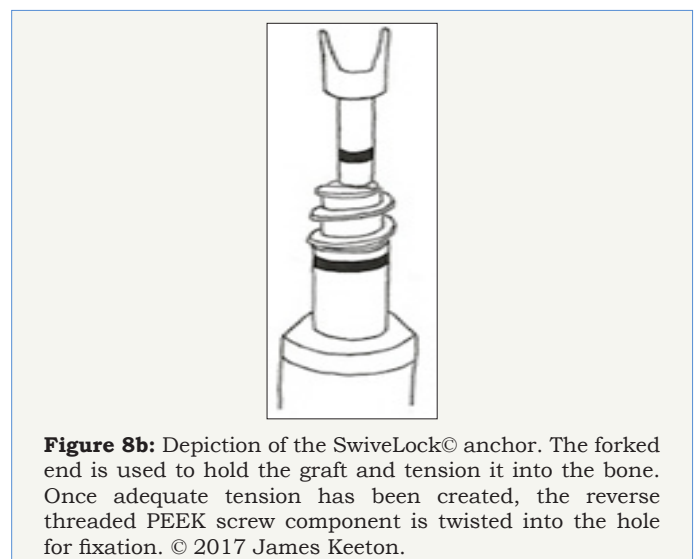 Figure 8b: Depiction of the SwiveLock© anchor. The forked
end is used to hold the graft and tension it into the bone.
Once adequate tension has been created, the reverse
threaded PEEK screw component is twisted into the hole
for fixation. © 2017 James Keeton.